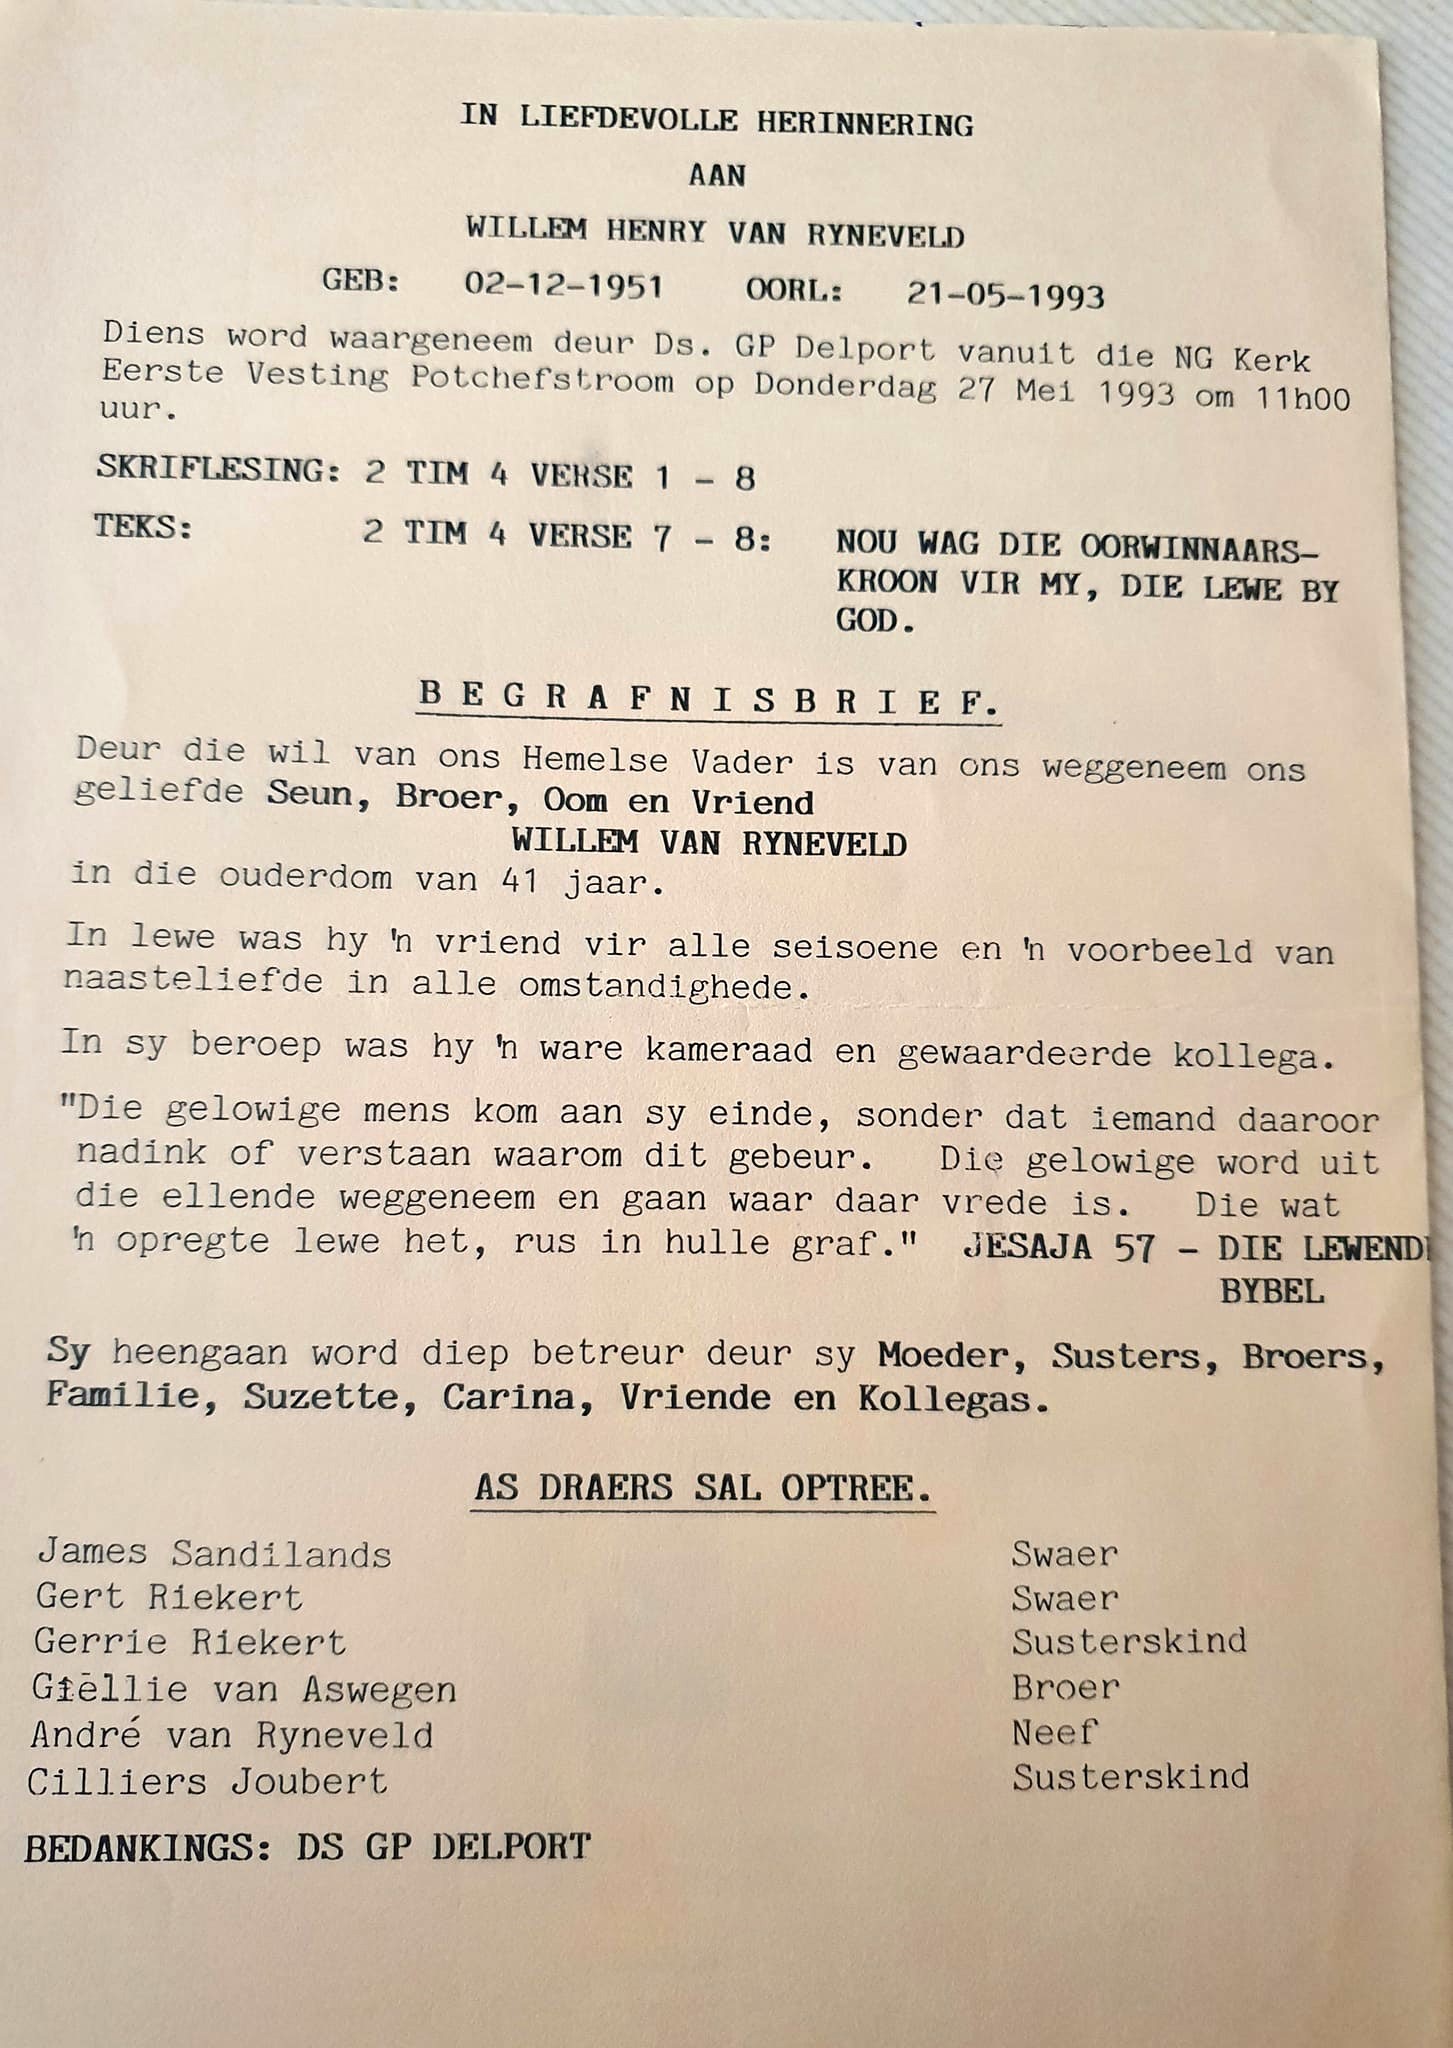 IN LIEFDEVOLLE HERINNERING
AAN
WILLEM HENRY VAN RYNEVELD
GEB: 02-12-1951 OORL: 21-05-1993
Diens word waargeneem deur Ds. GP Delport vanuit die NG Kerk
Eerste Vesting Potchefstroom op Donderdag 27 Mei 1993 om 11h00
uur.
SKRIFLESING: 2 TIM 4 VERSE 1 - 8
TEKS: 2 TIM 4 VERSE 7 - 8: NOU WAG DIE OORWINNAARS-
KROON VIR MY, DIE LEWE BY
GOD.
B E G R A F N I S B R I E F.
Deur die wil van ons Hemelse Vader is van ons weggeneem ons
geliefde Seun, Broer, Oom en Vriend
WILLEM VAN RYNEVELD
in die ouderdom van 41 jaar.
In lewe was hy 'n vriend vir alle seisoene en 'n voorbeeld van
naasteliefde in alle omstandighede.
In sy beroep was hy 'n ware kameraad en gewaardeerde kollega.
"Die gelowige mens kom aan sy einde, sonder dat iemand daaroor
nadink of verstaan waarom dit gebeur. Die gelowige word uit
die ellende weggeneem en gaan waar daar vrede is. Die wat
'n opregte lewe het, rus in hulle graf." JESAJA 57 - DIE LEWEND
BYBEL
Sy heengaan word diep betreur deur sy Moeder, Susters, Broers,
Familie, Suzette, Carina, Vriende en Kollegas.
AS DRAERS SAL OPTREE.
James Sandilands Swaer
Gert Riekert Swaer
Gerrie Riekert Susterskind
van Aswegen Broer
André van Ryneveld Neef
Cilliers Joubert Susterskind
BEDANKINGS: DS GP DELPORT